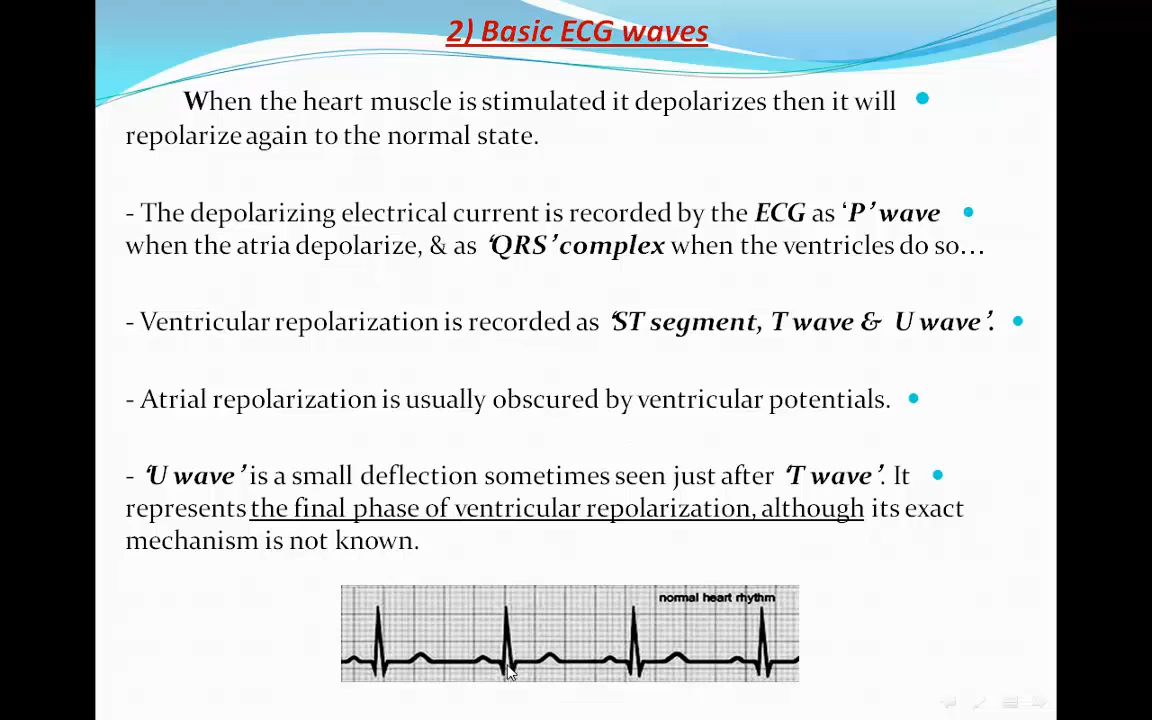 2) Basic ECG waves
When the heart muscle is stimulated it depolarizes then it will
repolarize again to the normal state.
- The depolarizing electrical current is recorded by the ECG as ‘P’ wave
when the atria depolarize, & as ‘QRS’ complex when the ventricles do so…
- Ventricular repolarization is recorded as ‘ST segment, T wave & U wave’.
- Atrial repolarization is usually obscured by ventricular potentials.
- ‘U wave’ is a small deflection sometimes seen just after ‘T wave’. It
represents the final phase of ventricular repolarization, although its exact
mechanism is not known.
normal heart rhythm